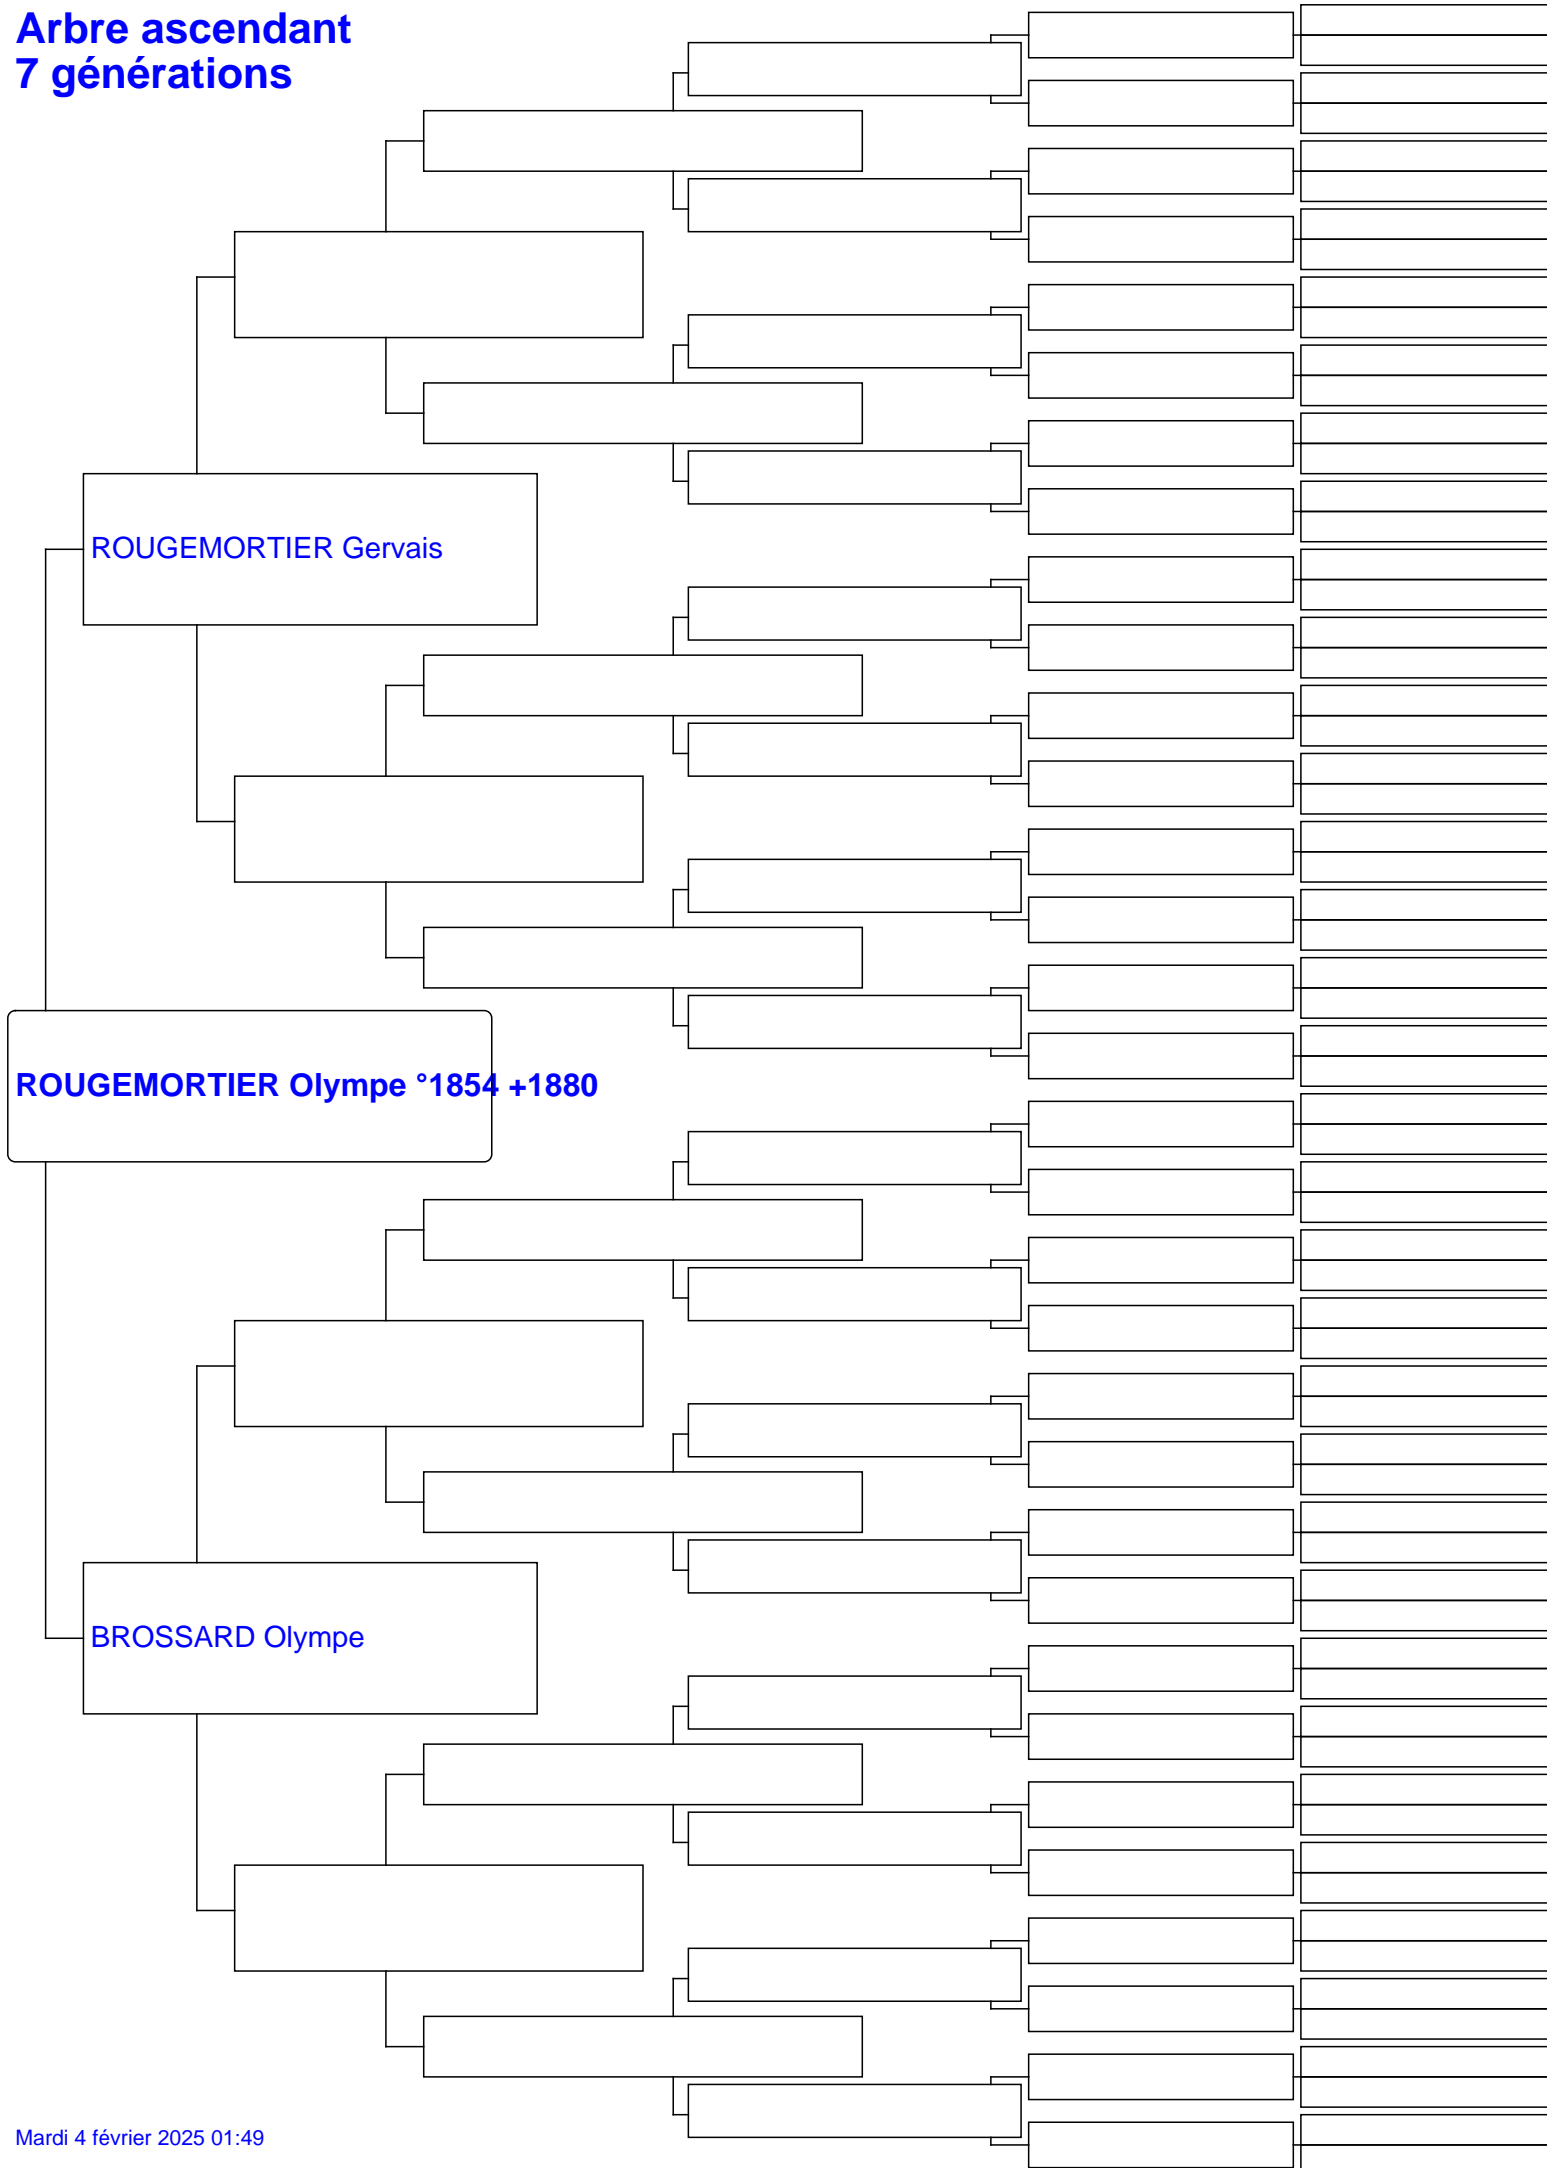 Arbre ascendant
7 générations
ROUGEMORTIER Gervais
ROUGEMORTIER Olympe °1854 +1880
BROSSARD Olympe
Mardi 4 février 2025 01:49